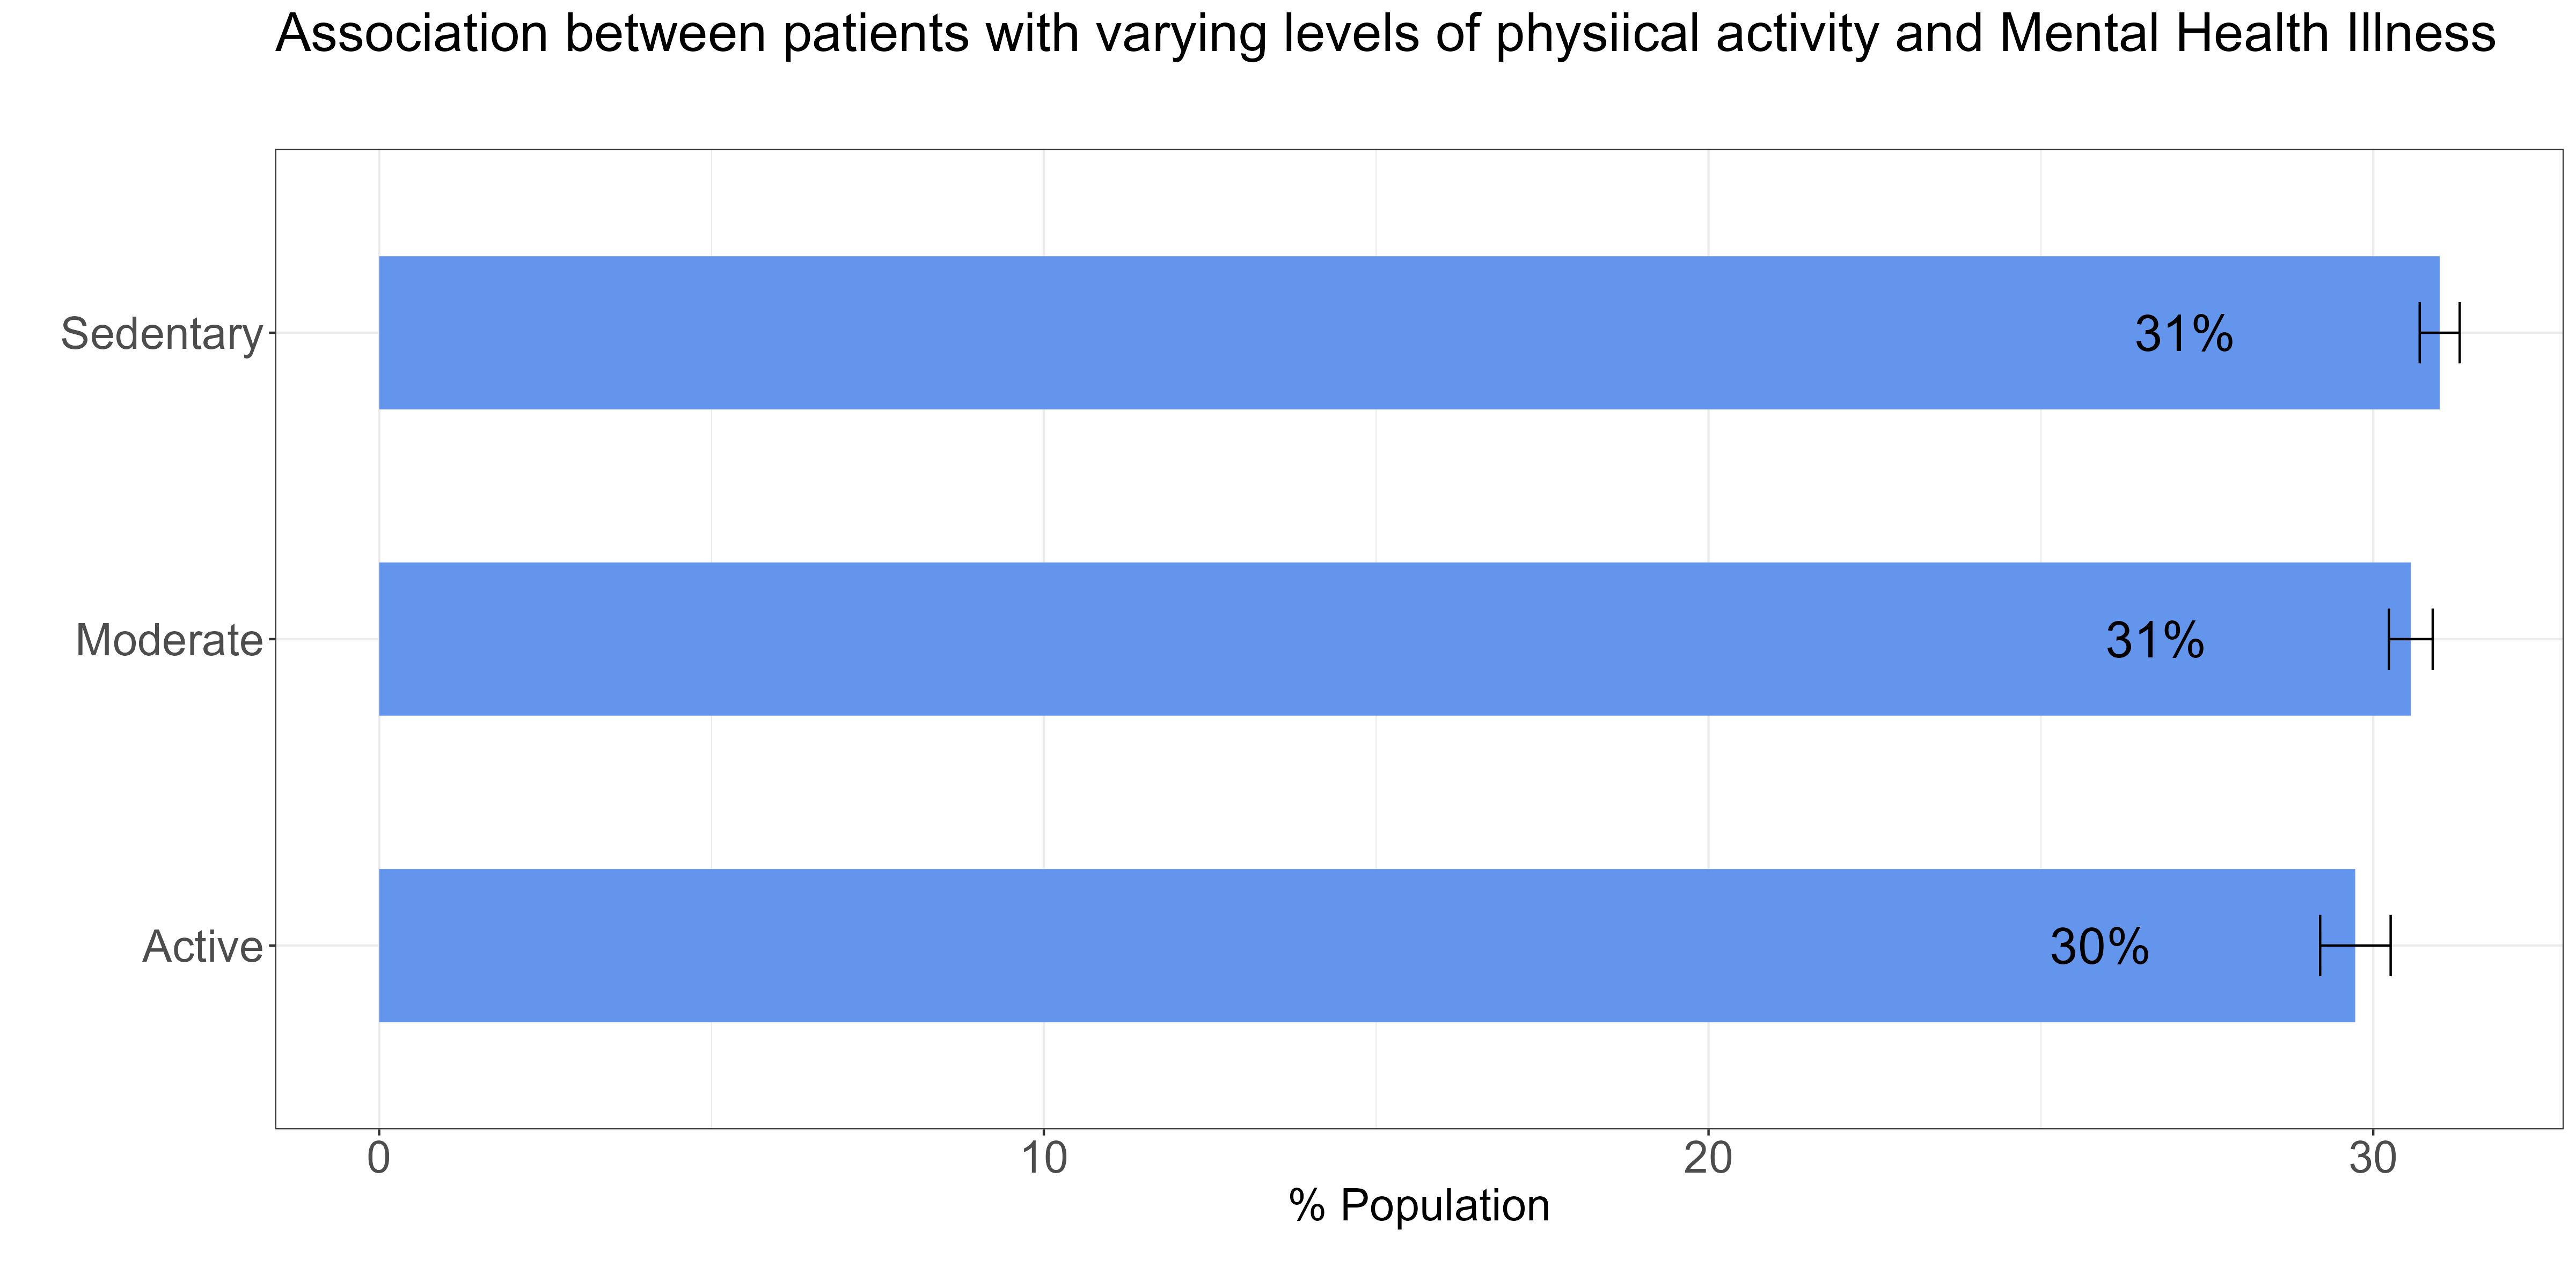 Association between patients with varying levels of physiical activity and Mental Health Illness
Sedentary
31%
Moderate
31%
Active
30%
0
10
20
30
% Population